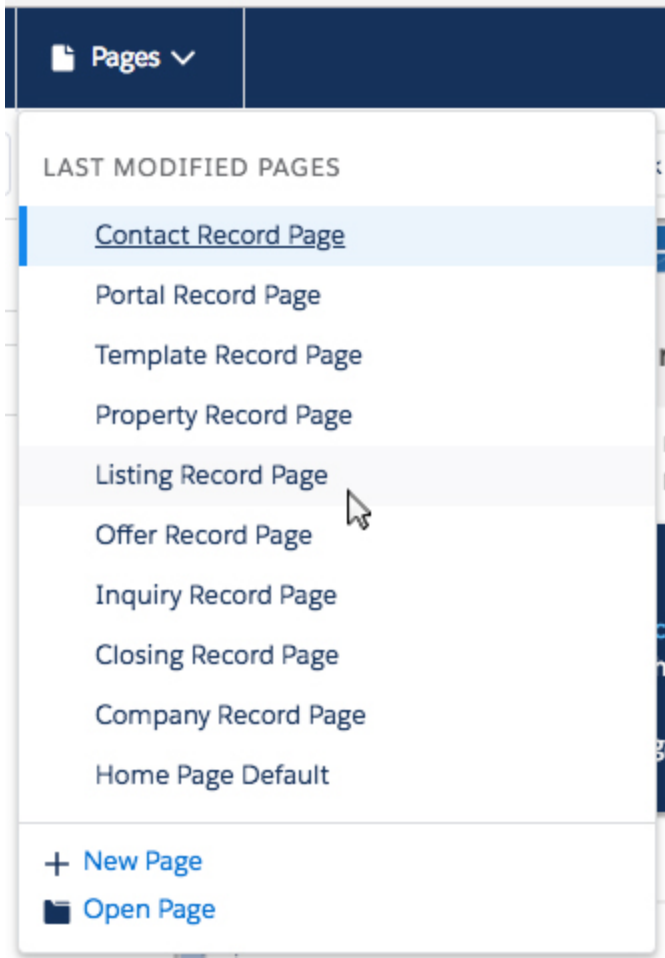 Pages
LAST MODIFIED PAGES
Contact Record Page
Portal Record Page
Template Record Page
Property Record Page
Listing Record Page
Offer Record Page
Inquiry Record Page
Closing Record Page
Company Record Page
Home Page Default
New Page
Open Page